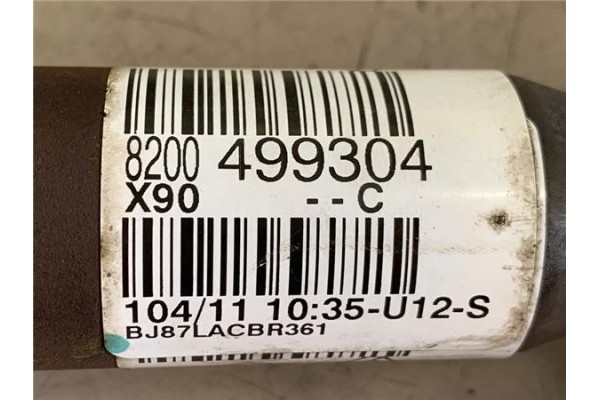 8200 499304
X90 --C
104/11 10:35-U12-S
BJ87LACBR361